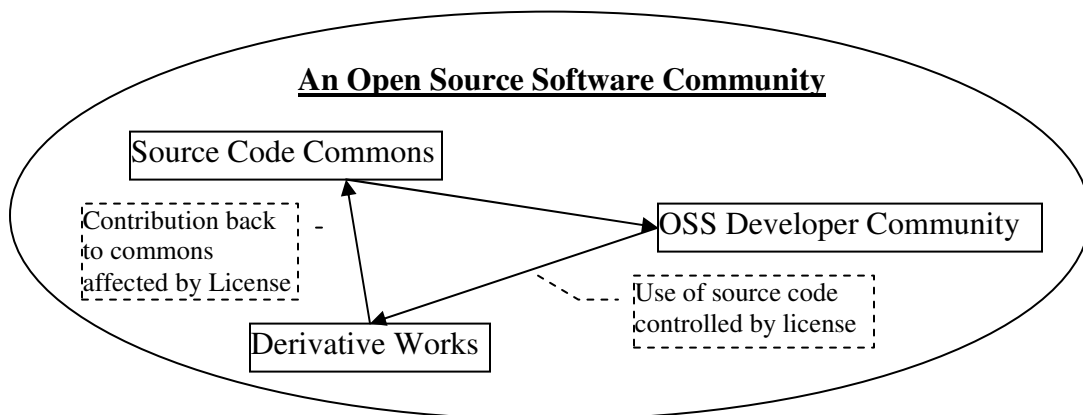 An Open Source Software Community
Source Code Commons
Contribution back
to commons
affected by License
OSS Developer Community
Use of source code
controlled by license
Derivative Works